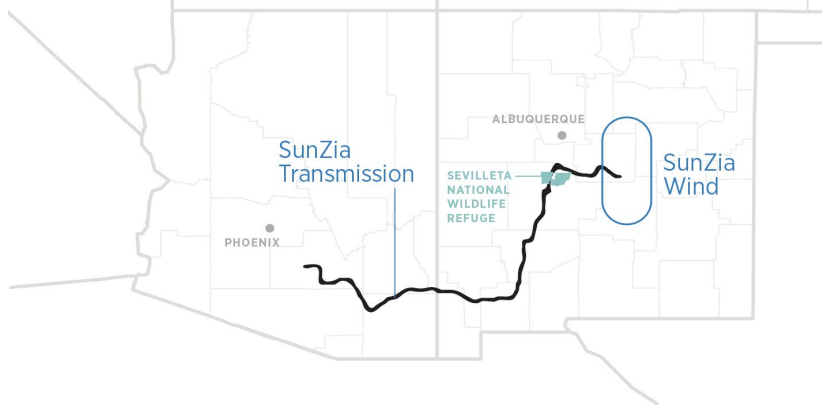 ALBUQUERQUE
SunZia
Transmission
SunZia
Wind
SEVILLETA
NATIONAL
WILDLIFE
REFUGE
PHOENIX